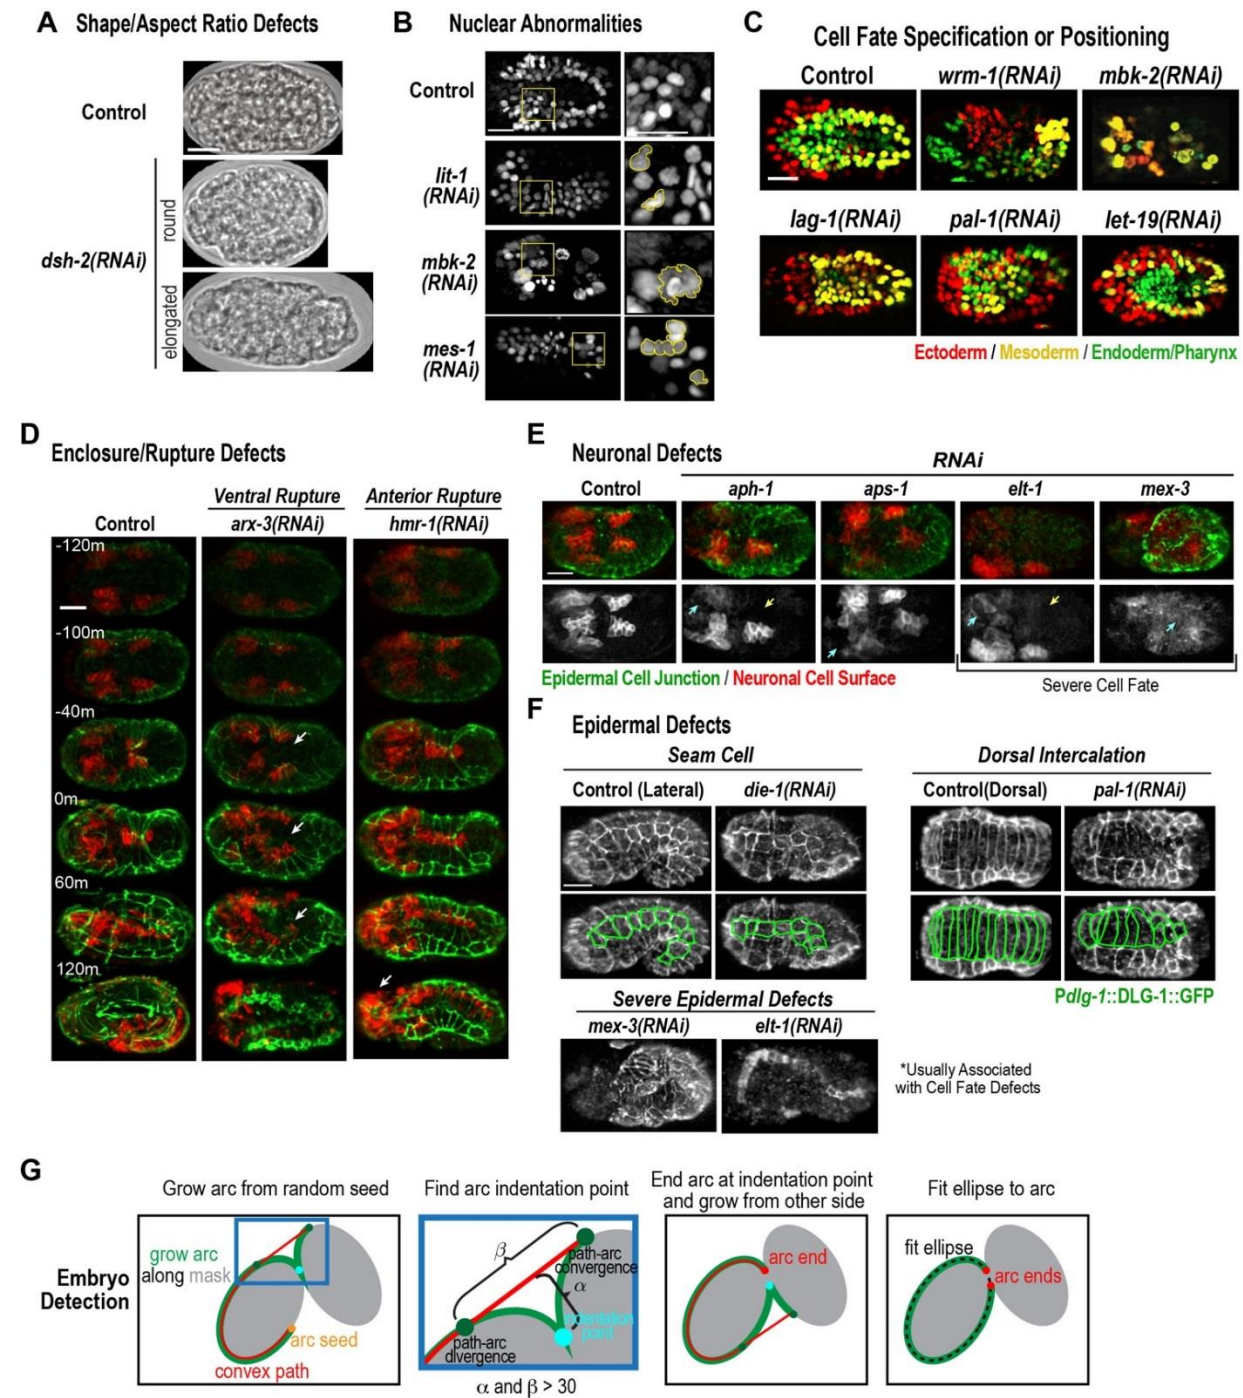 A Shape/Aspect Ratio Defects
Control
dsh-2(RNAi)
round
elongated
B Nuclear Abnormalities
Control
lit-1
(RNAi)
mbk-2
(RNAi)
mes-1
(RNAi)
C Cell Fate Specification or Positioning
Control wrm-1(RNAi) mbk-2(RNAi)
lag-1(RNAi) pal-1(RNAi) let-19(RNAi)
Ectoderm / Mesoderm / Endoderm/Pharynx
D Enclosure/Rupture Defects
Ventral Rupture Anterior Rupture
Control arx-3(RNAi) hmr-1(RNAi)
-120m
-100m
-40m
0m
60m
120m
E Neuronal Defects
RNAi
Control aph-1 aps-1 elt-1 mex-3
Epidermal Cell Junction / Neuronal Cell Surface
Severe Cell Fate
F Epidermal Defects
Seam Cell Dorsal Intercalation
Control (Lateral) die-1(RNAi) Control(Dorsal) pal-1(RNAi)
Pdlg-1::DLG-1::GFP
Severe Epidermal Defects
mex-3(RNAi) elt-1(RNAi)
*Usually Associated
with Cell Fate Defects
G
Embryo
Detection
Grow arc from random seed
grow arc
along mask
arc seed
convex path
Find arc indentation point
β
path-arc
convergence
α
indentation
point
path-arc
divergence
α and β > 30
End arc at indentation point
and grow from other side
arc end
Fit ellipse to arc
fit ellipse
arc ends